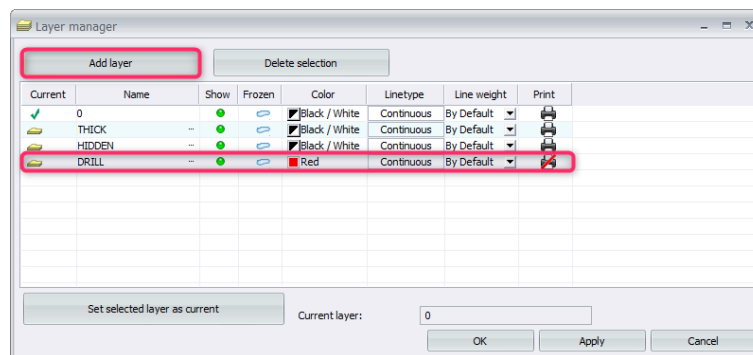 Layer manager
Add layer Delete selection
Current Name Show Frozen Color Linetype Line weight Print
0 Black / White Continuous By Default
THICK ... Black / White Continuous By Default
HIDDEN ... Black / White Continuous By Default
DRILL ... Red Continuous By Default
Set selected layer as current Current layer: 0
OK Apply Cancel